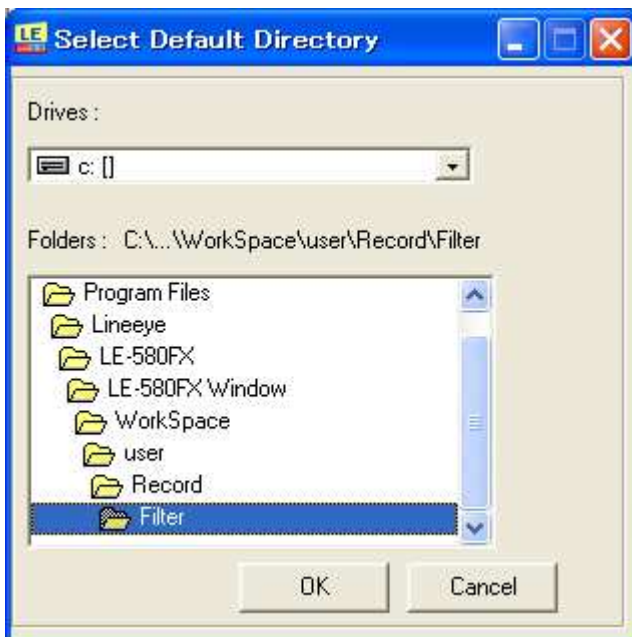 LE Select Default Directory
Drives :
c: []
Folders : C:\...\WorkSpace\user\Record\Filter
Program Files
Lineeye
LE-580FX
LE-580FX Window
WorkSpace
user
Record
Filter
OK Cancel